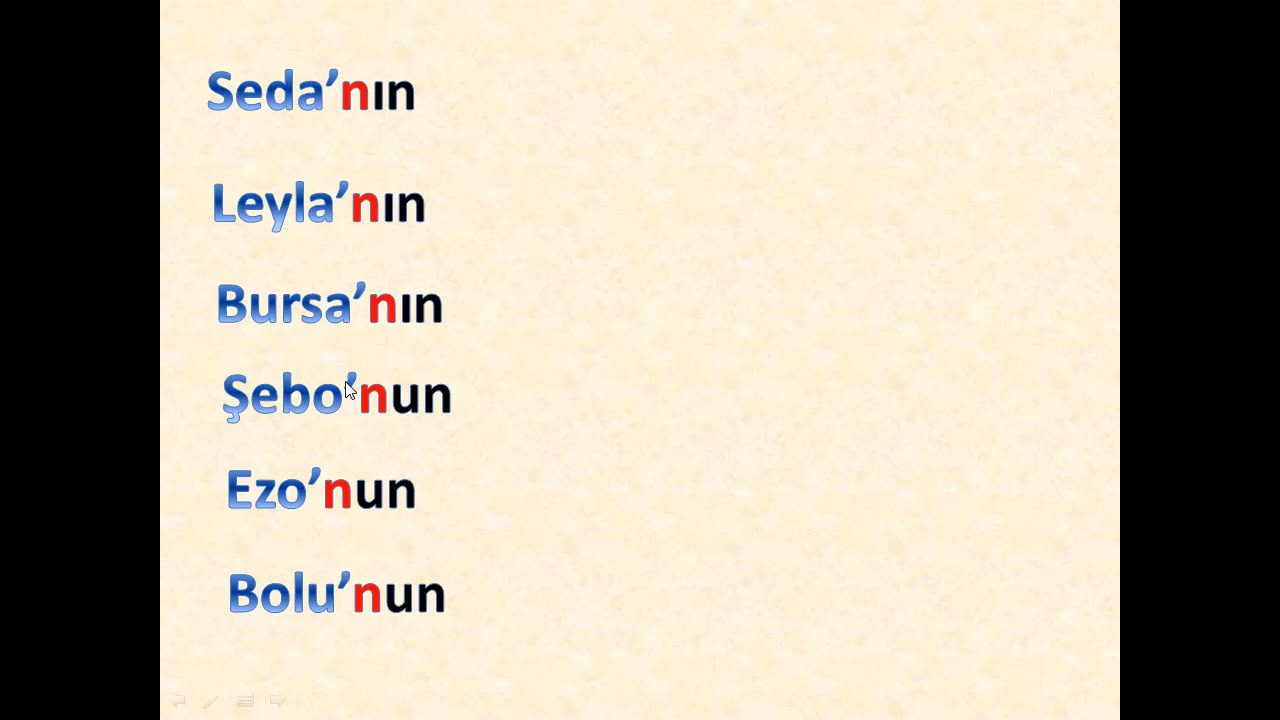 Seda’nın
Leyla’nın
Bursa’nın
Şebo’nun
Ezo’nun
Bolu’nun